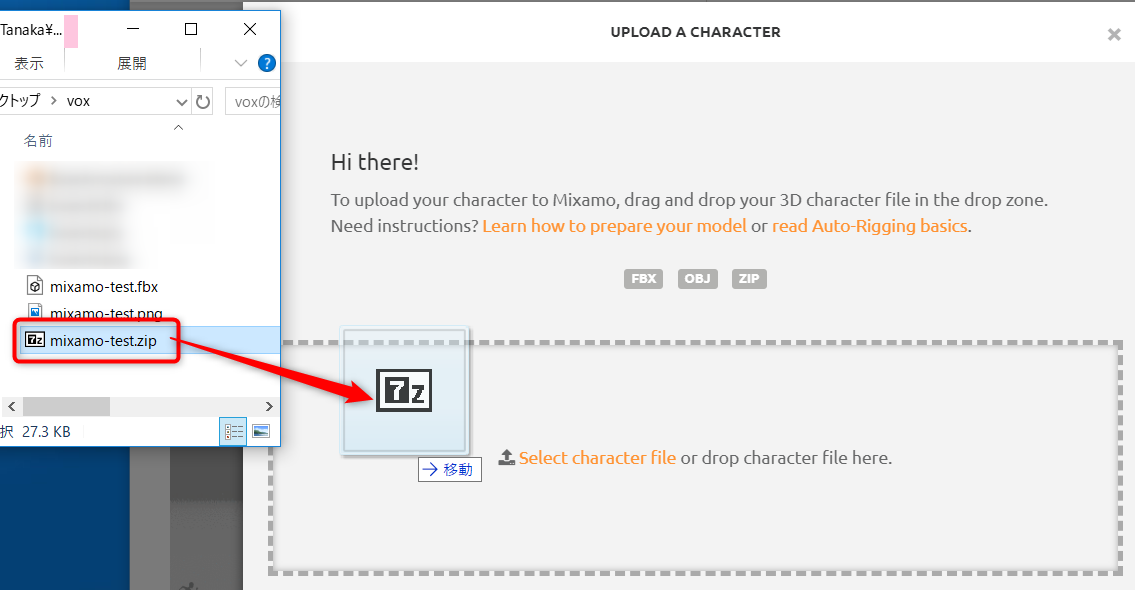 Tanaka¥...
表示
展開
?
クトップ > vox
voxの検
名前
mixamo-test.fbx
mixamo-test.png
mixamo-test.zip
択 27.3 KB
UPLOAD A CHARACTER
Hi there!
To upload your character to Mixamo, drag and drop your 3D character file in the drop zone.
Need instructions? Learn how to prepare your model or read Auto-Rigging basics.
FBX OBJ ZIP
7z
→ 移動
Select character file or drop character file here.